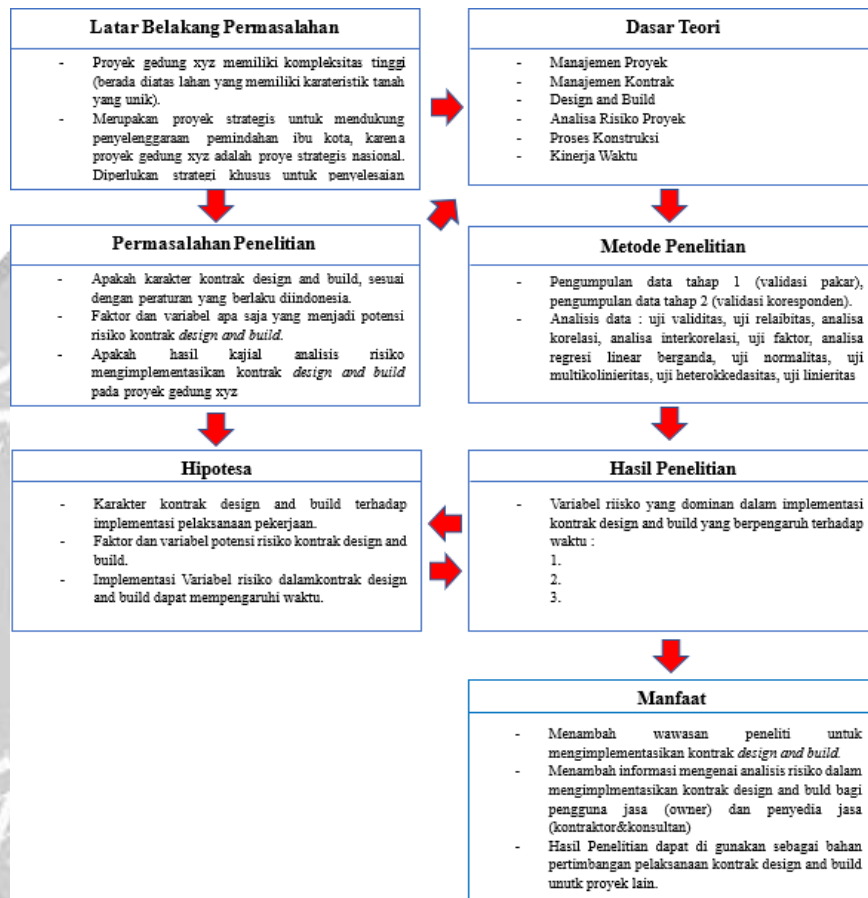 Latar Belakang Permasalahan
- Proyek gedung xyz memiliki kompleksitas tinggi
(berada diatas lahan yang memiliki karateristik tanah
yang unik).
- Merupakan proyek strategis untuk mendukung
penyelenggaraan pemindahan ibu kota, karena
proyek gedung xyz adalah proye strategis nasional.
Diperlukan strategi khusus untuk penyelesaian
Dasar Teori
- Manajemen Proyek
- Manajemen Kontrak
- Design and Build
- Analisa Risiko Proyek
- Proses Konstruksi
- Kinerja Waktu
Permasalahan Penelitian
- Apakah karakter kontrak design and build, sesuai
dengan peraturan yang berlaku diindonesia.
- Faktor dan variabel apa saja yang menjadi potensi
risiko kontrak design and build.
- Apakah hasil kajial analisis risiko
mengimplementasikan kontrak design and build
pada proyek gedung xyz
Metode Penelitian
- Pengumpulan data tahap 1 (validasi pakar),
pengumpulan data tahap 2 (validasi koresponden).
- Analisis data : uji validitas, uji relaibitas, analisa
korelasi, analisa interkorelasi, uji faktor, analisa
regresi linear berganda, uji normalitas, uji
multikolinieritas, uji heterokkedasitas, uji linieritas
Hipotesa
- Karakter kontrak design and build terhadap
implementasi pelaksanaan pekerjaan.
- Faktor dan variabel potensi risiko kontrak design and
build.
- Implementasi Variabel risiko dalamkontrak design
and build dapat mempengaruhi waktu.
Hasil Penelitian
- Variabel riisko yang dominan dalam implementasi
kontrak design and build yang berpengaruh terhadap
waktu :
1.
2.
3.
Manfaat
- Menambah wawasan peneliti untuk
mengimplementasikan kontrak design and build.
- Menambah informasi mengenai analisis risiko dalam
mengimplmentasikan kontrak design and buld bagi
pengguna jasa (owner) dan penyedia jasa
(kontraktor&konsultan)
- Hasil Penelitian dapat di gunakan sebagai bahan
pertimbangan pelaksanaan kontrak design and build
unutk proyek lain.